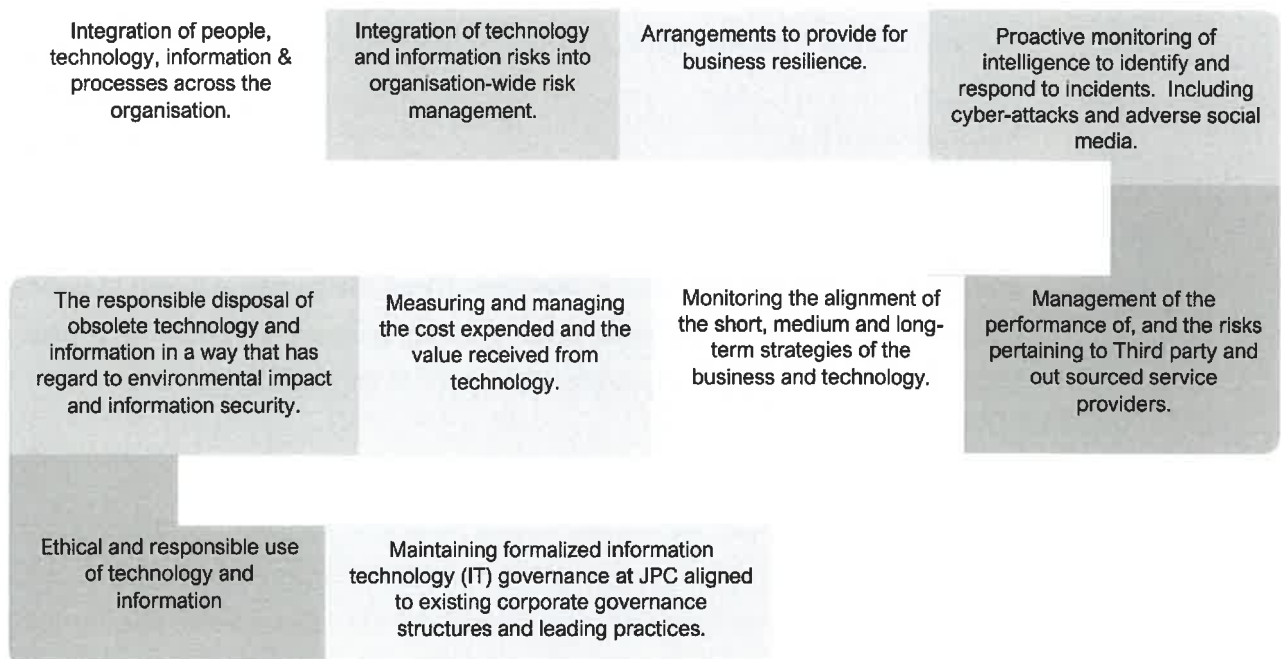 Integration of people,
technology, information &
processes across the
organisation.
Integration of technology
and information risks into
organisation-wide risk
management.
Arrangements to provide for
business resilience.
Proactive monitoring of
intelligence to identify and
respond to incidents. Including
cyber-attacks and adverse social
media.
The responsible disposal of
obsolete technology and
information in a way that has
regard to environmental impact
and information security.
Measuring and managing
the cost expended and the
value received from
technology.
Monitoring the alignment of
the short, medium and long-
term strategies of the
business and technology.
Management of the
performance of, and the risks
pertaining to Third party and
out sourced service
providers.
Ethical and responsible use
of technology and
information
Maintaining formalized information
technology (IT) governance at JPC aligned
to existing corporate governance
structures and leading practices.